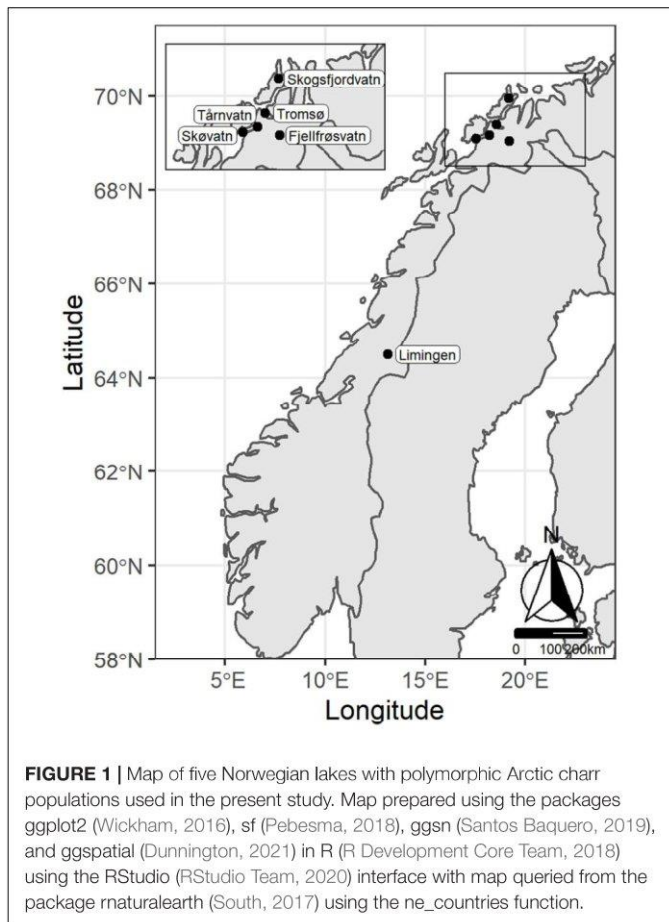 Skogsfjordvatn
Tårnvatn
Tromsø
Skøvatn
Fjellfrøsvatn
70°N
68°N
66°N
64°N
62°N
60°N
58°N
Latitude
Limingen
N
0 100 200km
5°E
10°E
15°E
20°E
Longitude
FIGURE 1 | Map of five Norwegian lakes with polymorphic Arctic charr
populations used in the present study. Map prepared using the packages
ggplot2 (Wickham, 2016), sf (Pebesma, 2018), ggsn (Santos Baquero, 2019),
and ggspatial (Dunnington, 2021) in R (R Development Core Team, 2018)
using the RStudio (RStudio Team, 2020) interface with map queried from the
package rnaturalearth (South, 2017) using the ne_countries function.